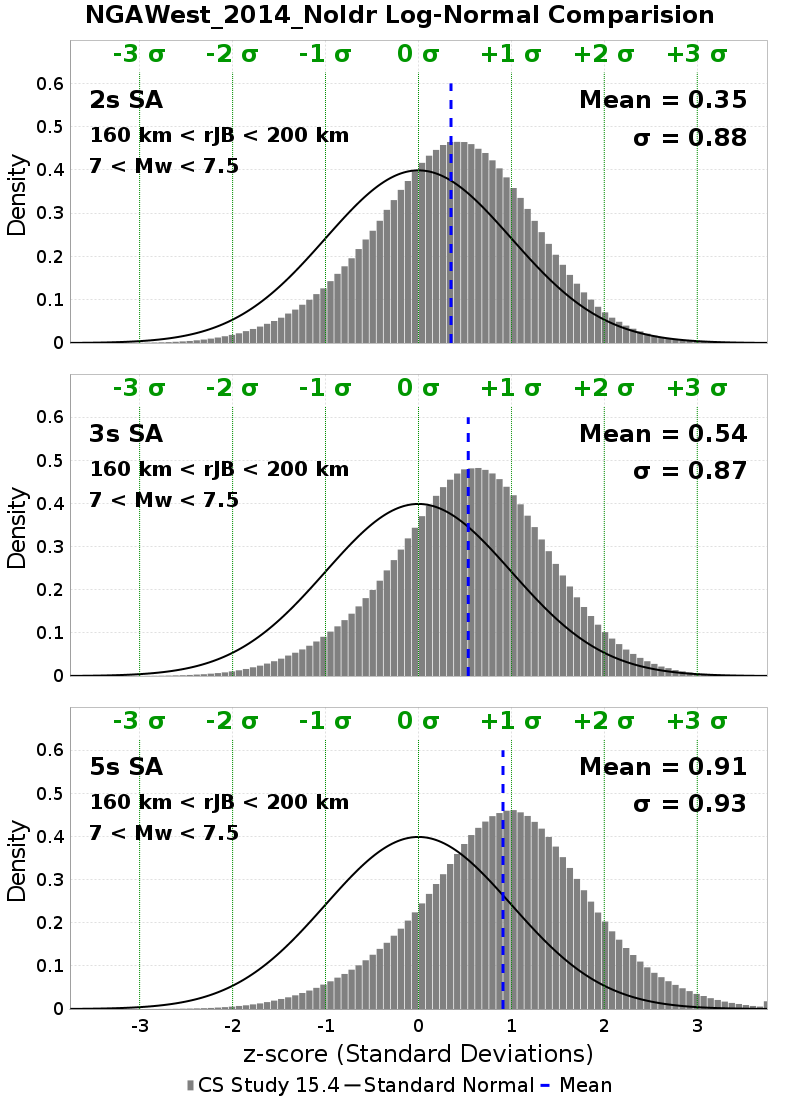 NGAWest_2014_NoIdr Log-Normal Comparision
-3 σ -2 σ -1 σ 0 σ +1 σ +2 σ +3 σ
2s SA
160 km < rJB < 200 km
7 < Mw < 7.5
Mean = 0.35
σ = 0.88
Density
0.6
0.5
0.4
0.3
0.2
0.1
0
-3 σ -2 σ -1 σ 0 σ +1 σ +2 σ +3 σ
3s SA
160 km < rJB < 200 km
7 < Mw < 7.5
Mean = 0.54
σ = 0.87
Density
0.6
0.5
0.4
0.3
0.2
0.1
0
-3 σ -2 σ -1 σ 0 σ +1 σ +2 σ +3 σ
5s SA
160 km < rJB < 200 km
7 < Mw < 7.5
Mean = 0.91
σ = 0.93
Density
0.6
0.5
0.4
0.3
0.2
0.1
0
-3 -2 -1 0 1 2 3
z-score (Standard Deviations)
CS Study 15.4 Standard Normal Mean